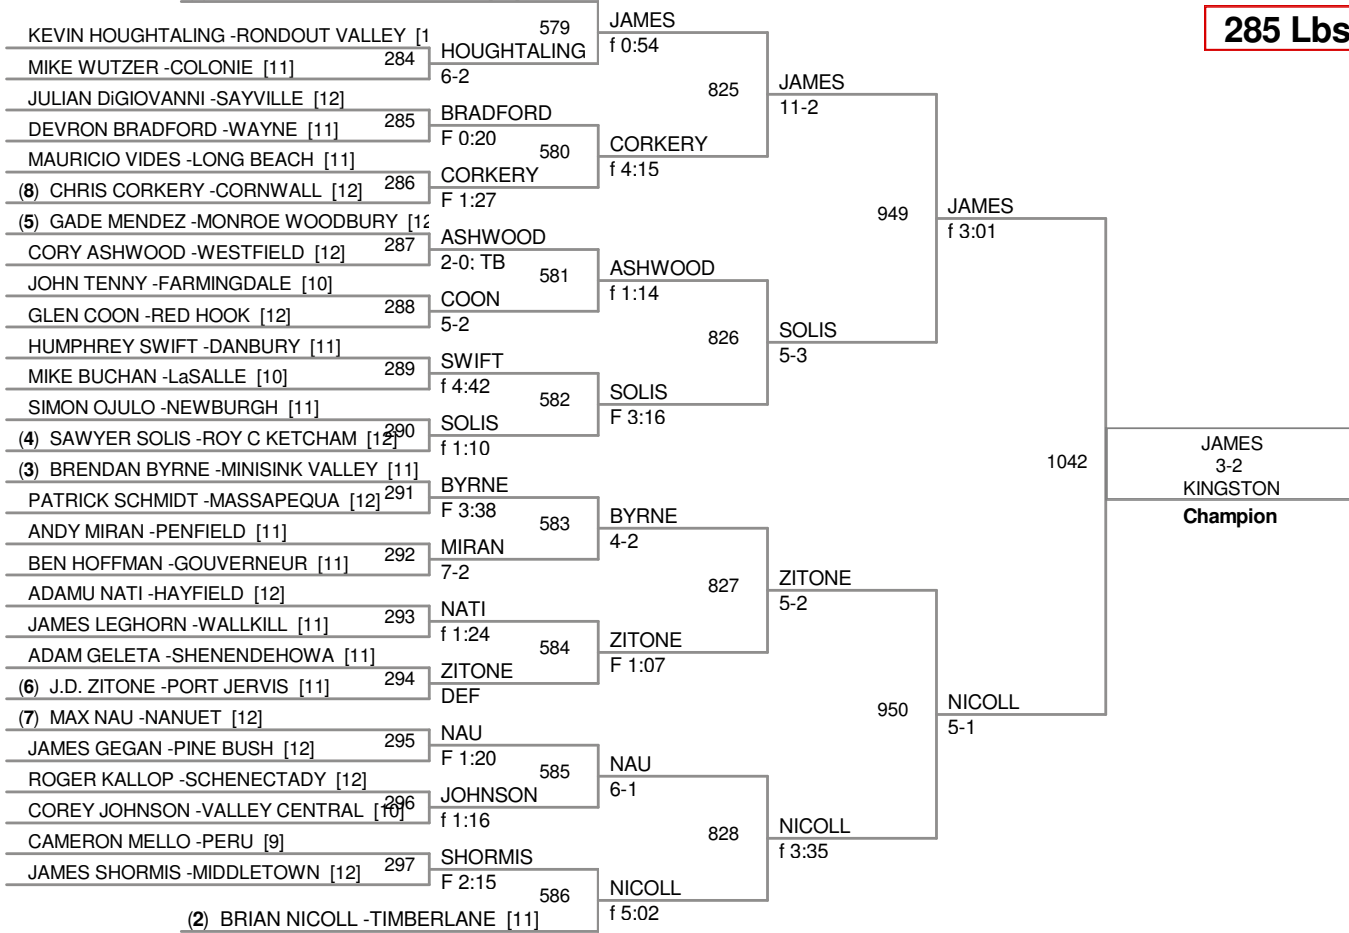 285 Lbs
KEVIN HOUGHTALING -RONDOUT VALLEY [1
MIKE WUTZER -COLONIE [11]
JULIAN DiGIOVANNI -SAYVILLE [12]
DEVRON BRADFORD -WAYNE [11]
MAURICIO VIDES -LONG BEACH [11]
(8) CHRIS CORKERY -CORNWALL [12]
(5) GADE MENDEZ -MONROE WOODBURY [12
CORY ASHWOOD -WESTFIELD [12]
JOHN TENNY -FARMINGDALE [10]
GLEN COON -RED HOOK [12]
HUMPHREY SWIFT -DANBURY [11]
MIKE BUCHAN -LaSALLE [10]
SIMON OJULO -NEWBURGH [11]
(4) SAWYER SOLIS -ROY C KETCHAM [12]
(3) BRENDAN BYRNE -MINISINK VALLEY [11]
PATRICK SCHMIDT -MASSAPEQUA [12]
ANDY MIRAN -PENFIELD [11]
BEN HOFFMAN -GOUVERNEUR [11]
ADAMU NATI -HAYFIELD [12]
JAMES LEGHORN -WALLKILL [11]
ADAM GELETA -SHENENDEHOWA [11]
(6) J.D. ZITONE -PORT JERVIS [11]
(7) MAX NAU -NANUET [12]
JAMES GEGAN -PINE BUSH [12]
ROGER KALLOP -SCHENECTADY [12]
COREY JOHNSON -VALLEY CENTRAL [10]
CAMERON MELLO -PERU [9]
JAMES SHORMIS -MIDDLETOWN [12]
(2) BRIAN NICOLL -TIMBERLANE [11]
284
285
286
287
288
289
290
291
292
293
294
295
296
297
HOUGHTALING
6-2
BRADFORD
F 0:20
CORKERY
F 1:27
ASHWOOD
2-0; TB
COON
5-2
SWIFT
f 4:42
SOLIS
f 1:10
BYRNE
F 3:38
MIRAN
7-2
NATI
f 1:24
ZITONE
DEF
NAU
F 1:20
JOHNSON
f 1:16
SHORMIS
F 2:15
579
580
581
582
583
584
585
586
JAMES
f 0:54
CORKERY
f 4:15
ASHWOOD
f 1:14
SOLIS
F 3:16
BYRNE
4-2
ZITONE
F 1:07
NAU
6-1
NICOLL
f 5:02
825
826
827
828
JAMES
11-2
SOLIS
5-3
ZITONE
5-2
NICOLL
f 3:35
949
950
JAMES
f 3:01
NICOLL
5-1
1042
JAMES
3-2
KINGSTON
Champion